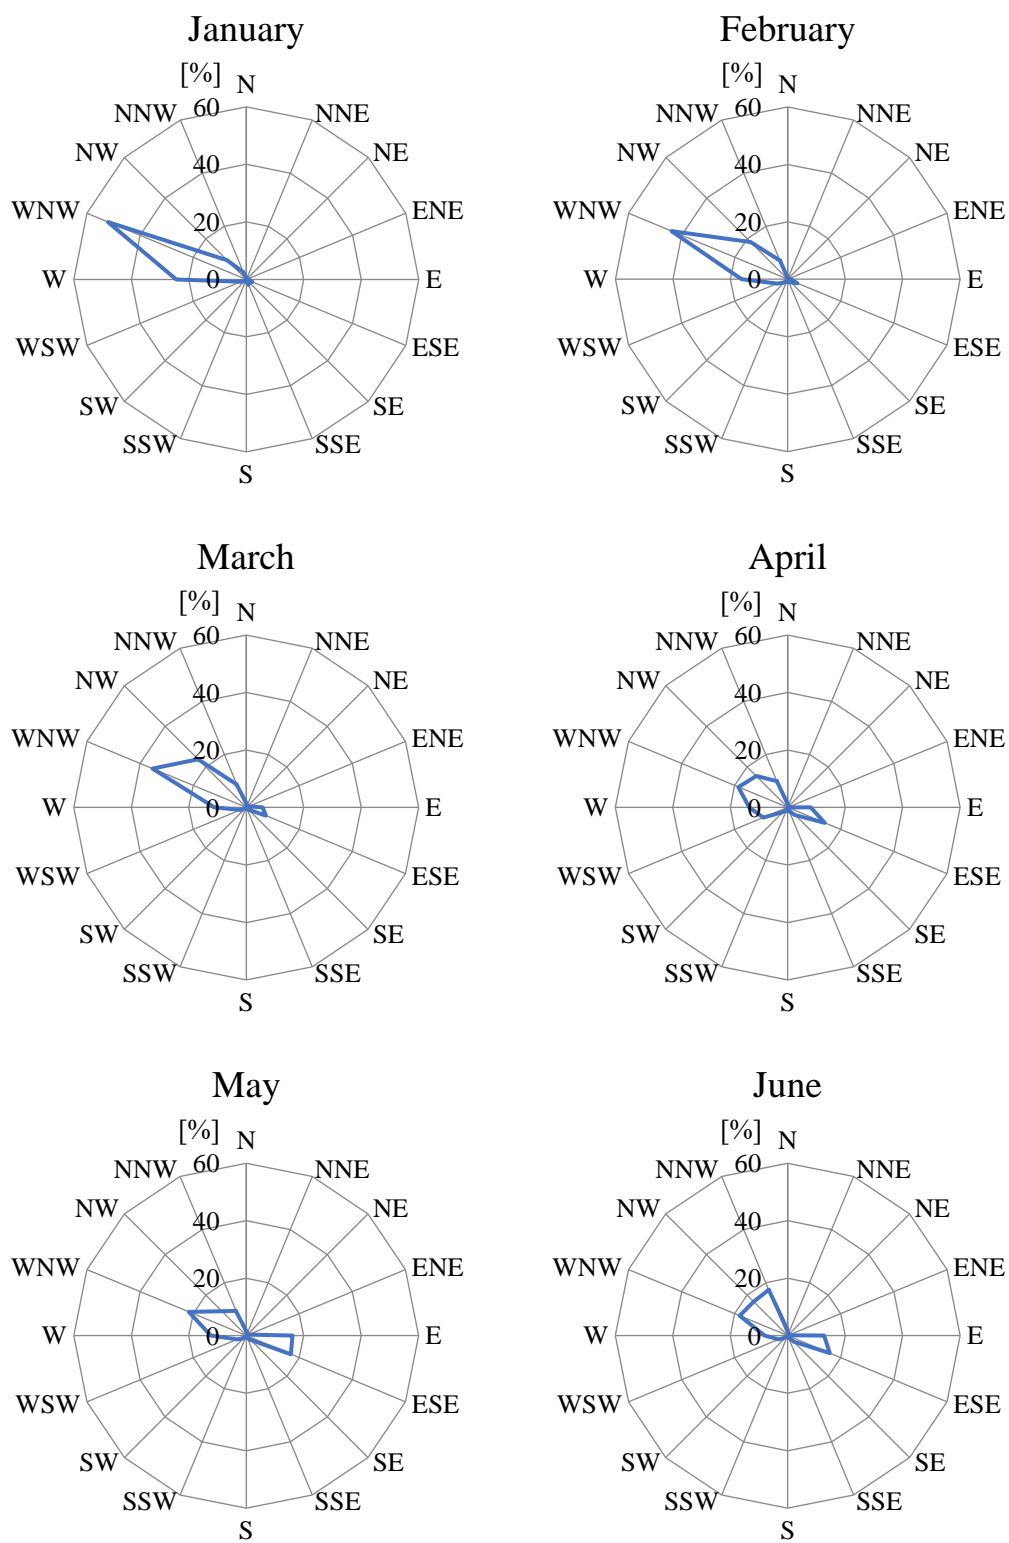 January
[%]
N
NNE
NE
ENE
E
ESE
SE
SSE
S
SSW
SW
WSW
W
WNW
NW
NNW
60
40
20
0
February
[%]
N
NNE
NE
ENE
E
ESE
SE
SSE
S
SSW
SW
WSW
W
WNW
NW
NNW
60
40
20
0
March
[%]
N
NNE
NE
ENE
E
ESE
SE
SSE
S
SSW
SW
WSW
W
WNW
NW
NNW
60
40
20
0
April
[%]
N
NNE
NE
ENE
E
ESE
SE
SSE
S
SSW
SW
WSW
W
WNW
NW
NNW
60
40
20
0
May
[%]
N
NNE
NE
ENE
E
ESE
SE
SSE
S
SSW
SW
WSW
W
WNW
NW
NNW
60
40
20
0
June
[%]
N
NNE
NE
ENE
E
ESE
SE
SSE
S
SSW
SW
WSW
W
WNW
NW
NNW
60
40
20
0